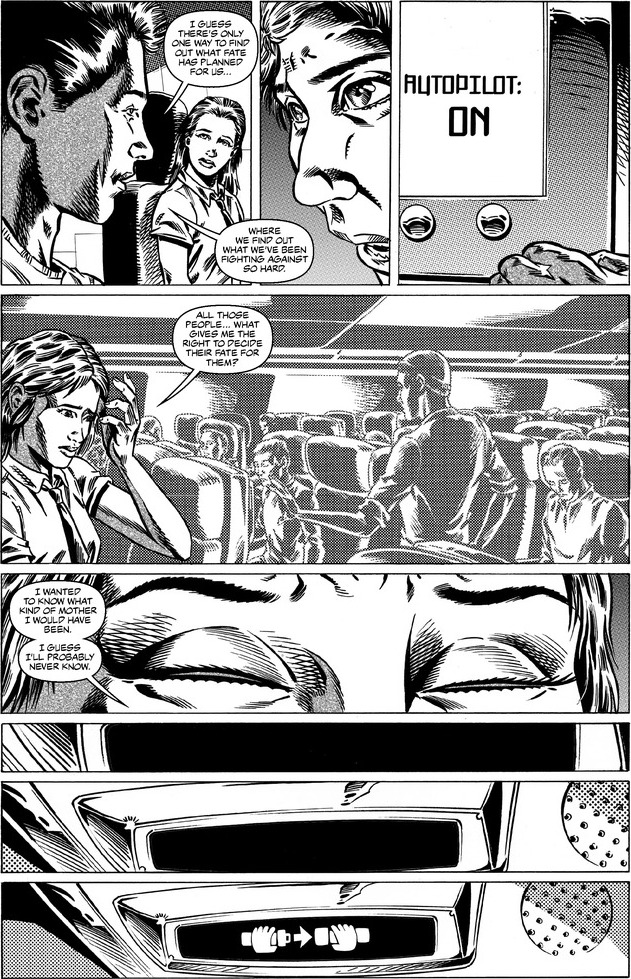 I GUESS
THERE'S ONLY
ONE WAY TO FIND
OUT WHAT FATE
HAS PLANNED
FOR US...
WHERE
WE FIND OUT
WHAT WE'VE BEEN
FIGHTING AGAINST
SO HARD.
AUTOPILOT:
ON
ALL THOSE
PEOPLE... WHAT
GIVES ME THE
RIGHT TO DECIDE
THEIR FATE FOR
THEM?
I WANTED
TO KNOW WHAT
KIND OF MOTHER
I WOULD HAVE
BEEN.
I GUESS
I'LL PROBABLY
NEVER KNOW.